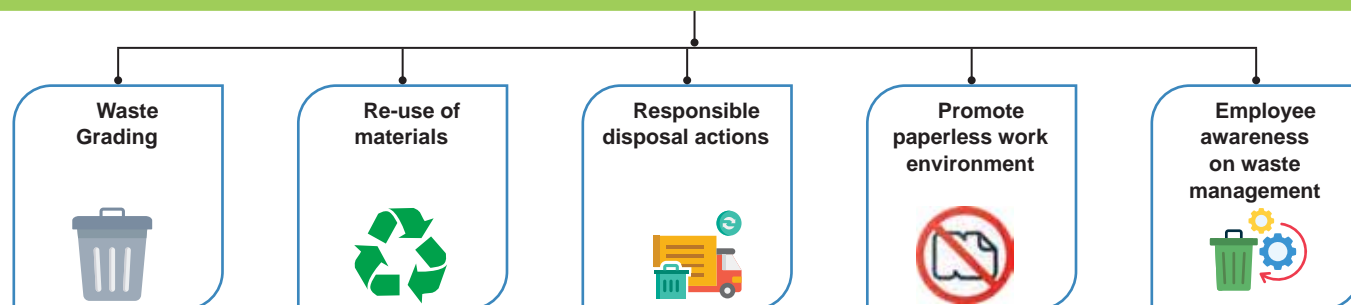 Waste
Grading
Re-use of
materials
Responsible
disposal actions
Promote
paperless work
environment
Employee
awareness
on waste
management